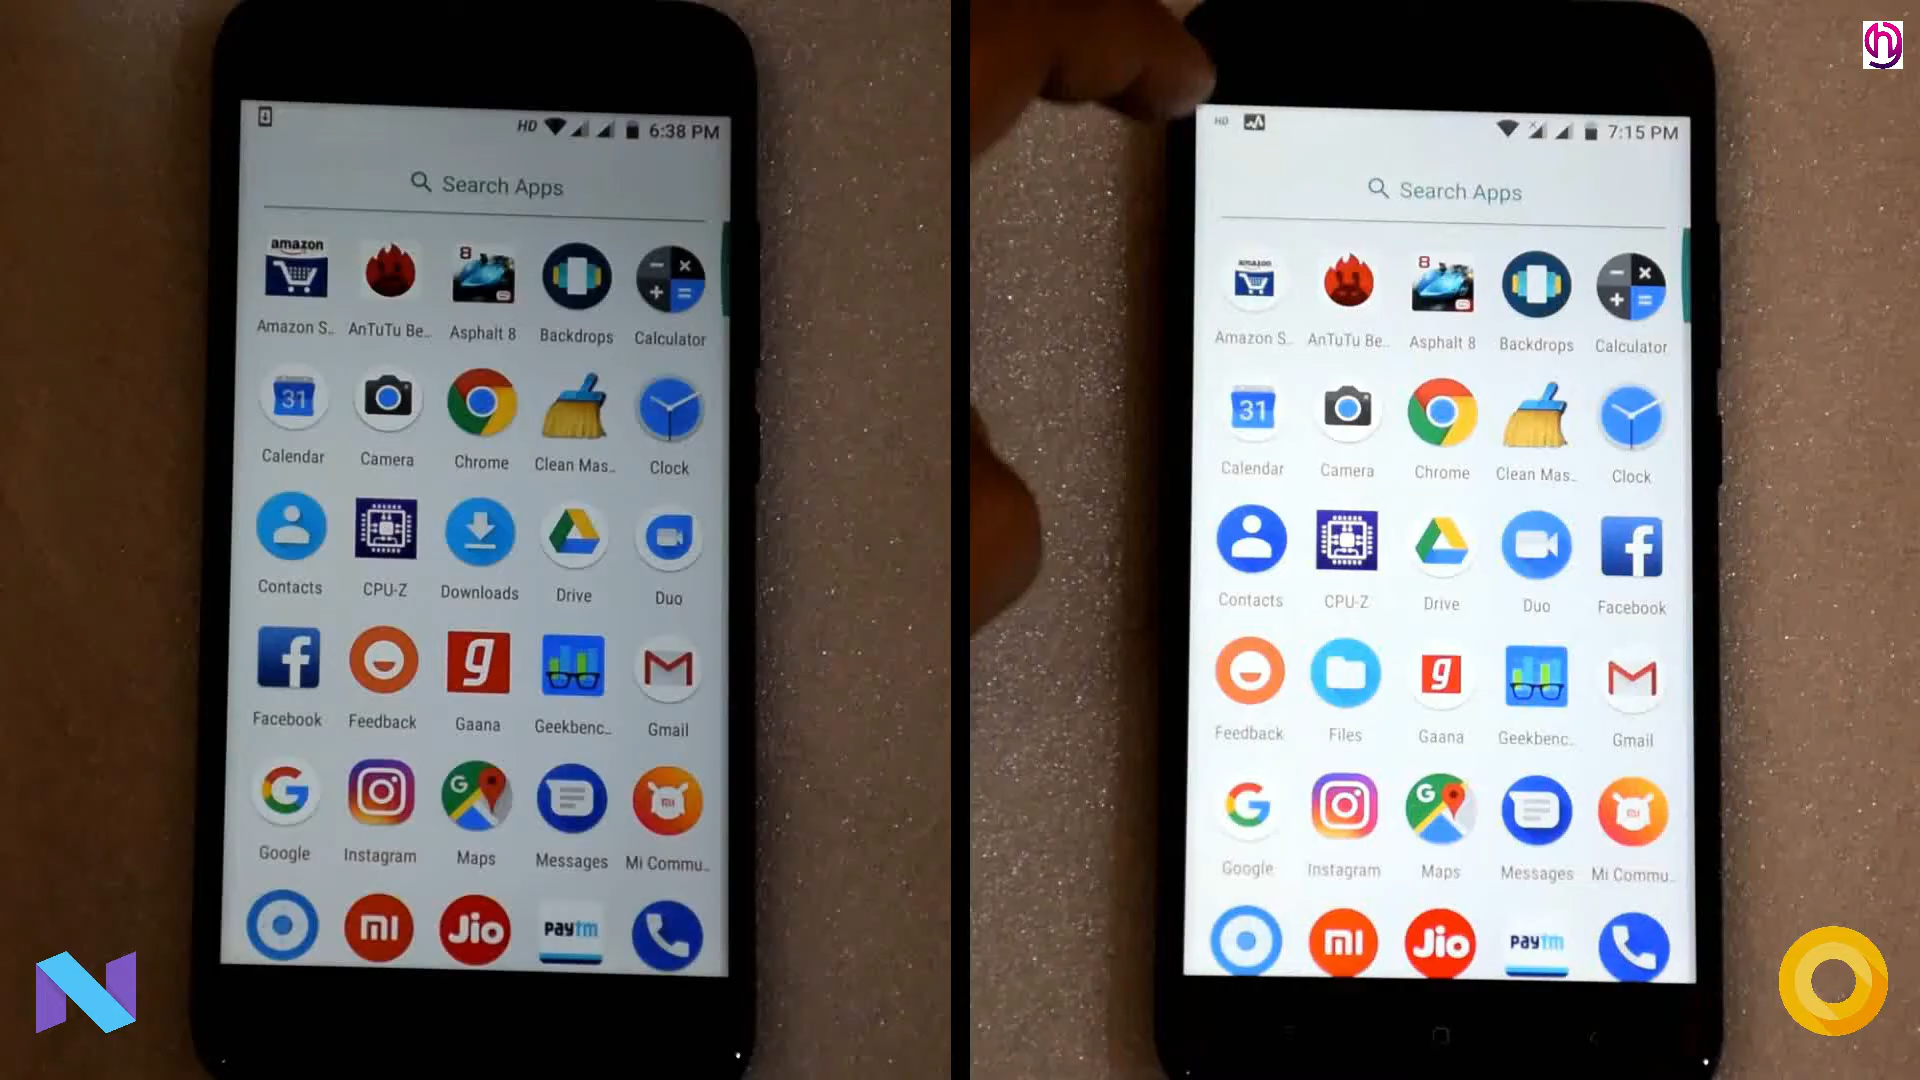 HD 6:38 PM
Search Apps
amazon
8
Amazon S..
AnTuTu Be..
Asphalt 8
Backdrops
Calculator
31
Calendar
Camera
Chrome
Clean Mas..
Clock
Contacts
CPU-Z
Downloads
Drive
Duo
f
g
Facebook
Feedback
Gaana
Geekbenc..
Gmail
G
G
mi
Google
Instagram
Maps
Messages
Mi Commu..
mi
Jio
paytm
N
HD 7:15 PM
Search Apps
amazon
8
Amazon S..
AnTuTu Be..
Asphalt 8
Backdrops
Calculator
31
Calendar
Camera
Chrome
Clean Mas..
Clock
f
Contacts
CPU-Z
Drive
Duo
Facebook
g
Feedback
Files
Gaana
Geekbenc..
Gmail
G
G
mi
Google
Instagram
Maps
Messages
Mi Commu..
mi
Jio
paytm